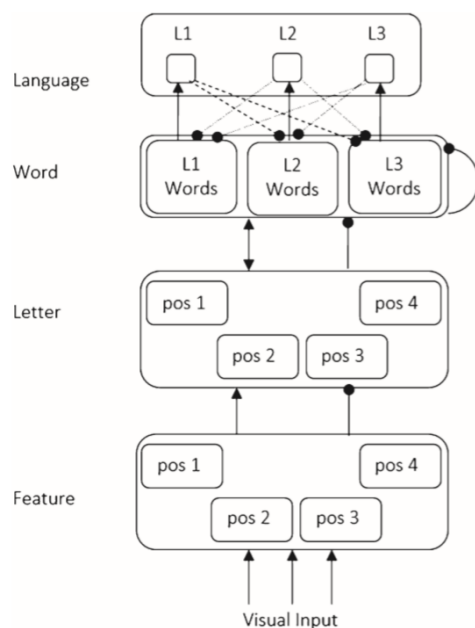 L1 L2 L3
Language
Word
L1 Words
L2 Words
L3 Words
Letter
pos 1
pos 4
pos 2
pos 3
Feature
pos 1
pos 4
pos 2
pos 3
Visual Input